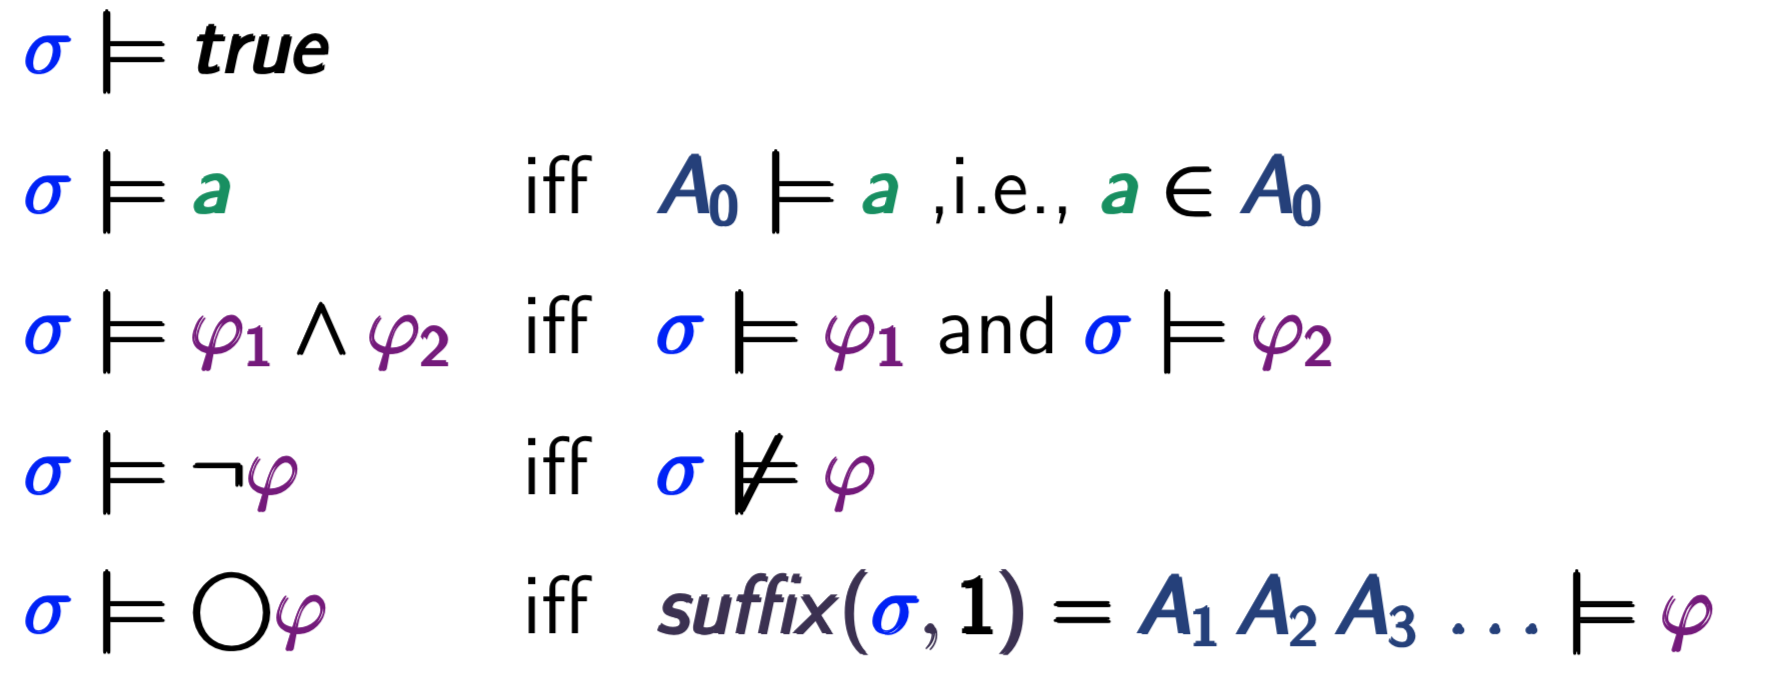 σ ⊨ true
σ ⊨ a iff A₀ ⊨ a ,i.e., a ∈ A₀
σ ⊨ φ₁ ∧ φ₂ iff σ ⊨ φ₁ and σ ⊨ φ₂
σ ⊨ ¬φ iff σ ⊭ φ
σ ⊨ ◯φ iff suffix(σ, 1) = A₁ A₂ A₃ ... ⊨ φ